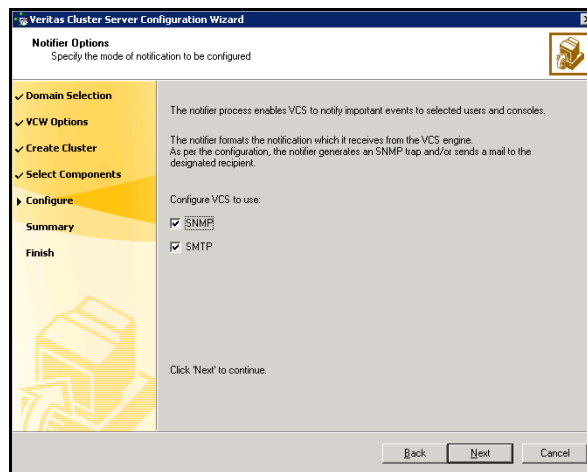 Veritas Cluster Server Configuration Wizard
Notifier Options
Specify the mode of notification to be configured
Domain Selection
VCW Options
Create Cluster
Select Components
Configure
Summary
Finish
The notifier process enables VCS to notify important events to selected users and consoles.
The notifier formats the notification which it receives from the VCS engine.
As per the configuration, the notifier generates an SNMP trap and/or sends a mail to the
designated recipient.
Configure VCS to use:
SNMP
SMTP
Click 'Next' to continue.
Back Next Cancel